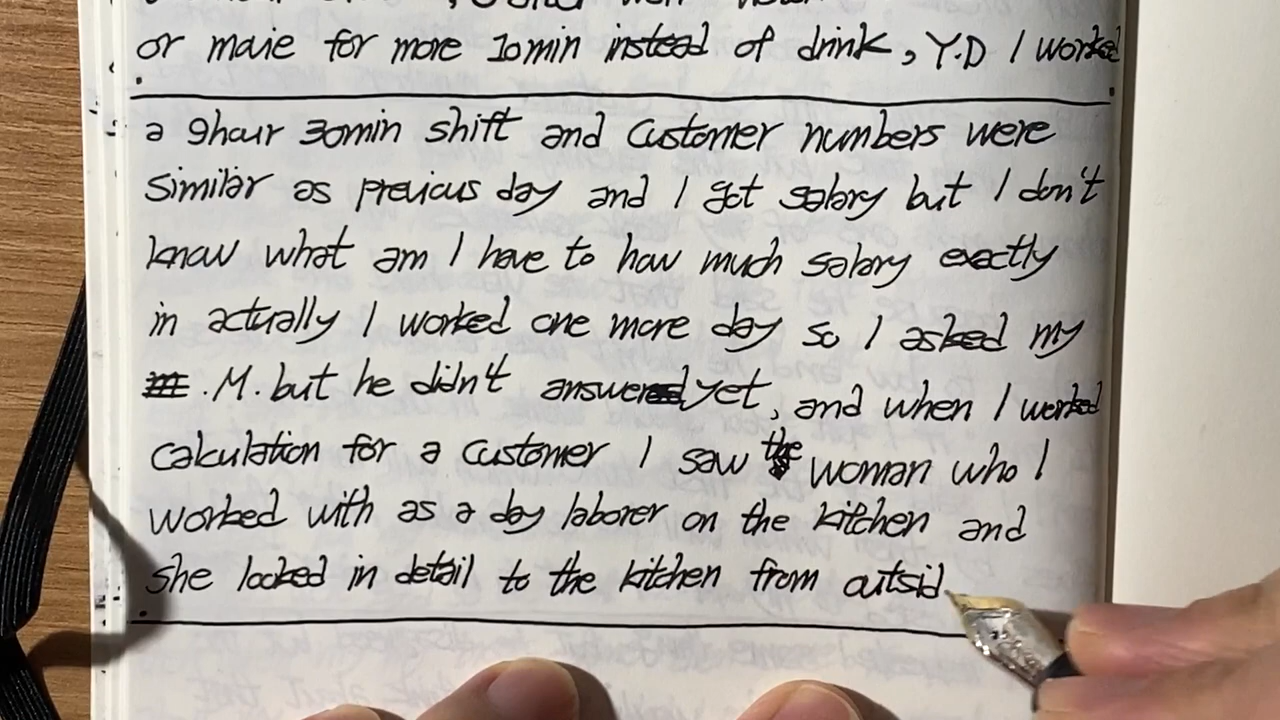 or movie for more 10min instead of drink, Y.D I worked
a 9hour 30min shift and customer numbers were
similar as previous day and I got salary but I don't
know what am I have to how much salary exactly
in actually I worked one more day so I asked my
.M. but he didn't answer yet, and when I worked
calculation for a customer I saw the woman who I
worked with as a day laborer on the kitchen and
she looked in detail to the kitchen from outsid